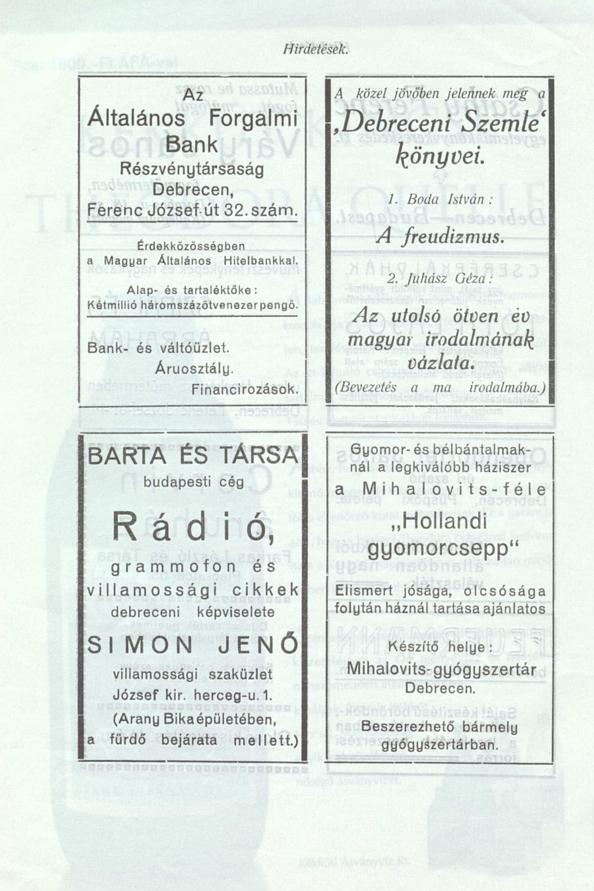 Hirdetések.
Az
Általános Forgalmi
Bank
Részvénytársaság
Debrecen,
Ferenc József-út 32. szám.
Érdekközösségben
a Magyar Általános Hitelbankkal.
Alap- és tartaléktőke:
Kétmillió háromszázötvenezer pengő.
Bank- és váltóüzlet.
Áruosztály.
Financirozások.
A közel jövőben jelennek meg a
‚Debreceni Szemle‘
könyvei.
1. Boda István:
A freudizmus.
2. Juhász Géza:
Az utolsó ötven év
magyar irodalmának
vázlata.
(Bevezetés a ma irodalmába.)
BARTA ÉS TÁRSA
budapesti cég
Rádió,
grammofon és
villamossági cikkek
debreceni képviselete
SIMON JENŐ
villamossági szaküzlet
József kir. herceg-u. 1.
(Arany Bika épületében,
a fürdő bejárata mellett.)
Gyomor- és bélbántalmak-
nál a legkiválóbb háziszer
a Mihalovits-féle
„Hollandi
gyomorcsepp“
Elismert jósága, olcsósága
folytán háznál tartása ajánlatos
Készítő helye:
Mihalovits-gyógyszertár
Debrecen.
Beszerezhető bármely
gyógyszertárban.